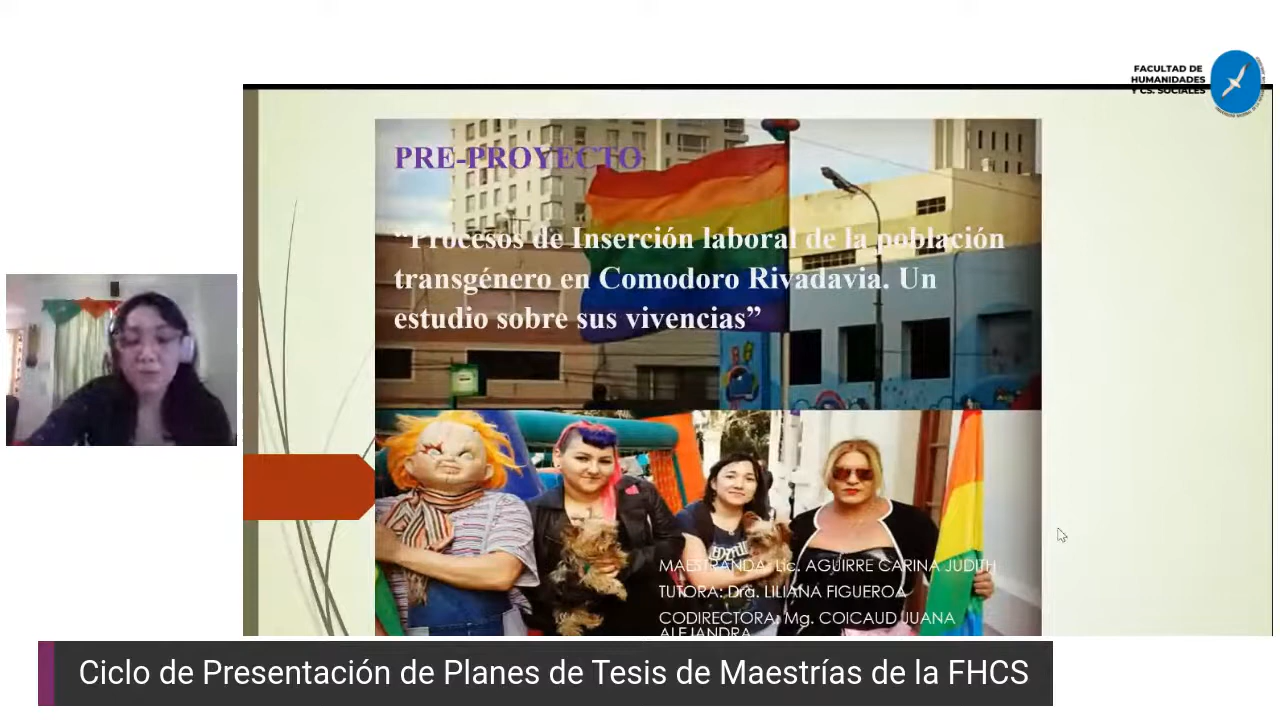 FACULTAD DE
HUMANIDADES
Y CS. SOCIALES
PRE-PROYECTO
“Procesos de Inserción laboral de la población
transgénero en Comodoro Rivadavia. Un
estudio sobre sus vivencias”
MAESTRANDA: Lic. AGUIRRE CARINA JUDITH
TUTORA: Dra. LILIANA FIGUEROA
CODIRECTORA: Mg. COICAUD JUANA
ALEJANDRA
Ciclo de Presentación de Planes de Tesis de Maestrías de la FHCS